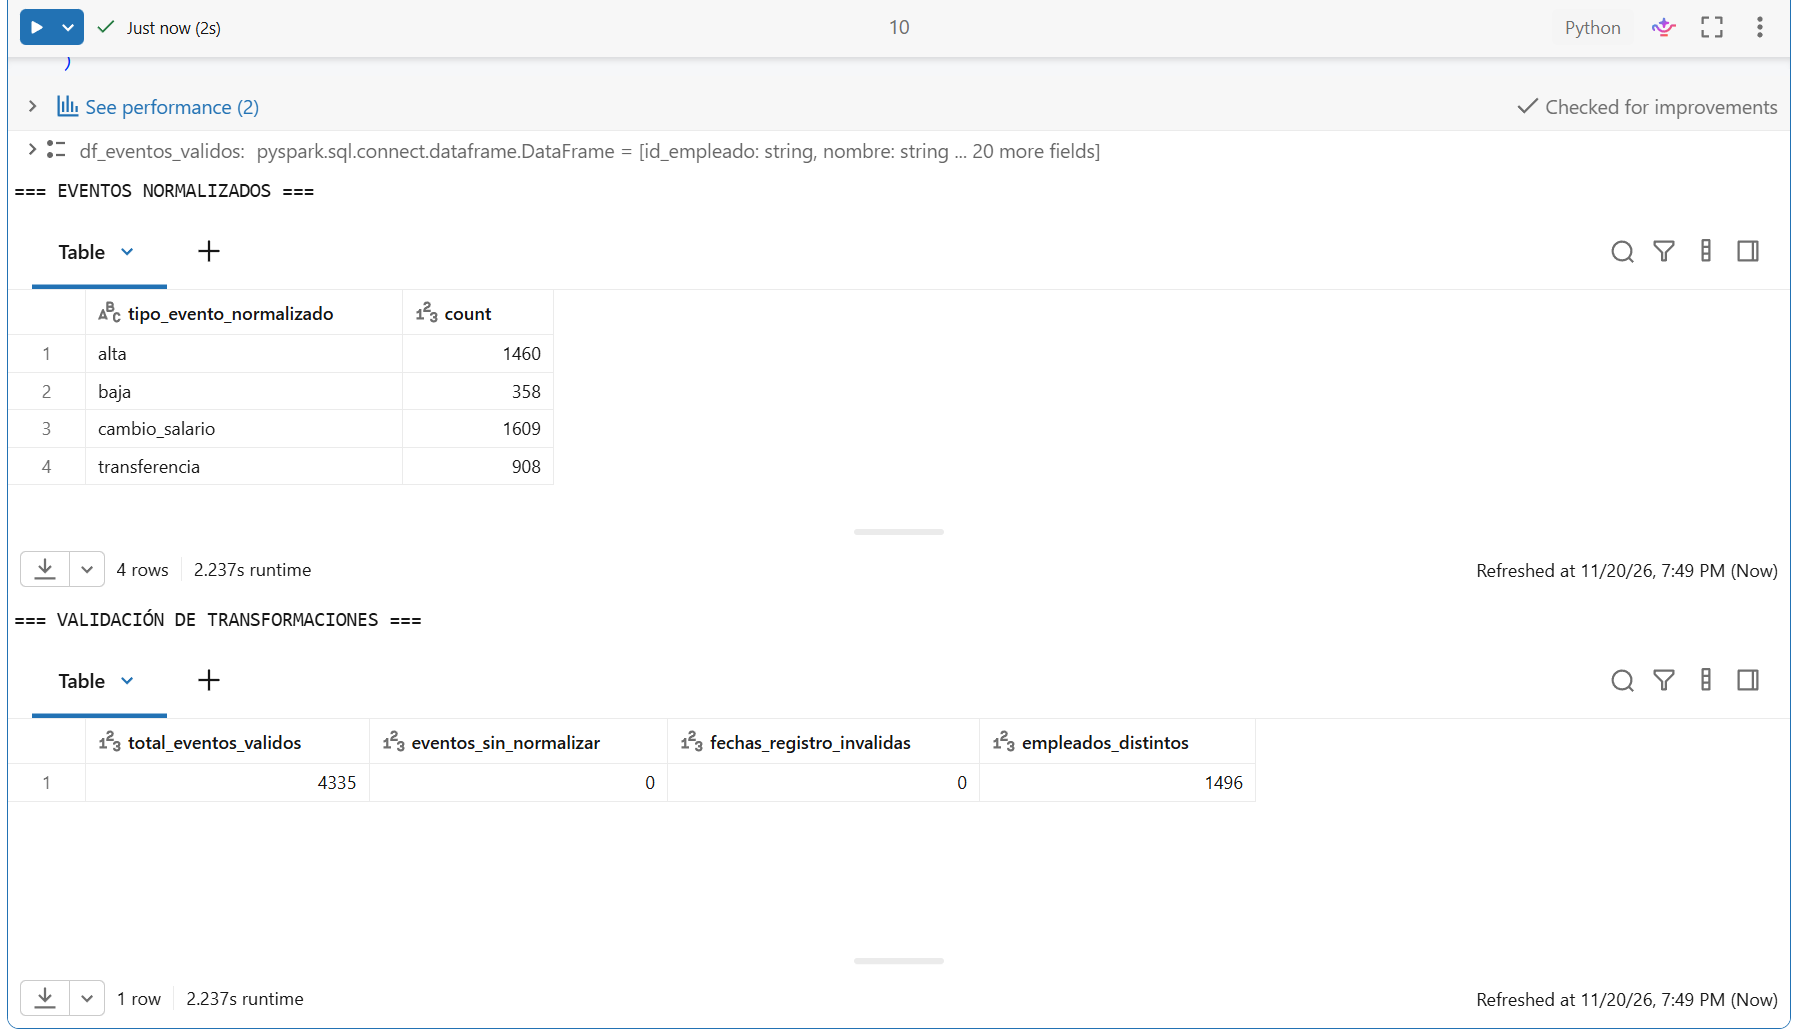 Just now (2s)
10
Python
)
See performance (2)
Checked for improvements
df_eventos_validos: pyspark.sql.connect.dataframe.DataFrame = [id_empleado: string, nombre: string ... 20 more fields]
=== EVENTOS NORMALIZADOS ===
Table
tipo_evento_normalizado count
1 alta 1460
2 baja 358
3 cambio_salario 1609
4 transferencia 908
4 rows 2.237s runtime
Refreshed at 11/20/26, 7:49 PM (Now)
=== VALIDACIÓN DE TRANSFORMACIONES ===
Table
total_eventos_validos eventos_sin_normalizar fechas_registro_invalidas empleados_distintos
1 4335 0 0 1496
1 row 2.237s runtime
Refreshed at 11/20/26, 7:49 PM (Now)